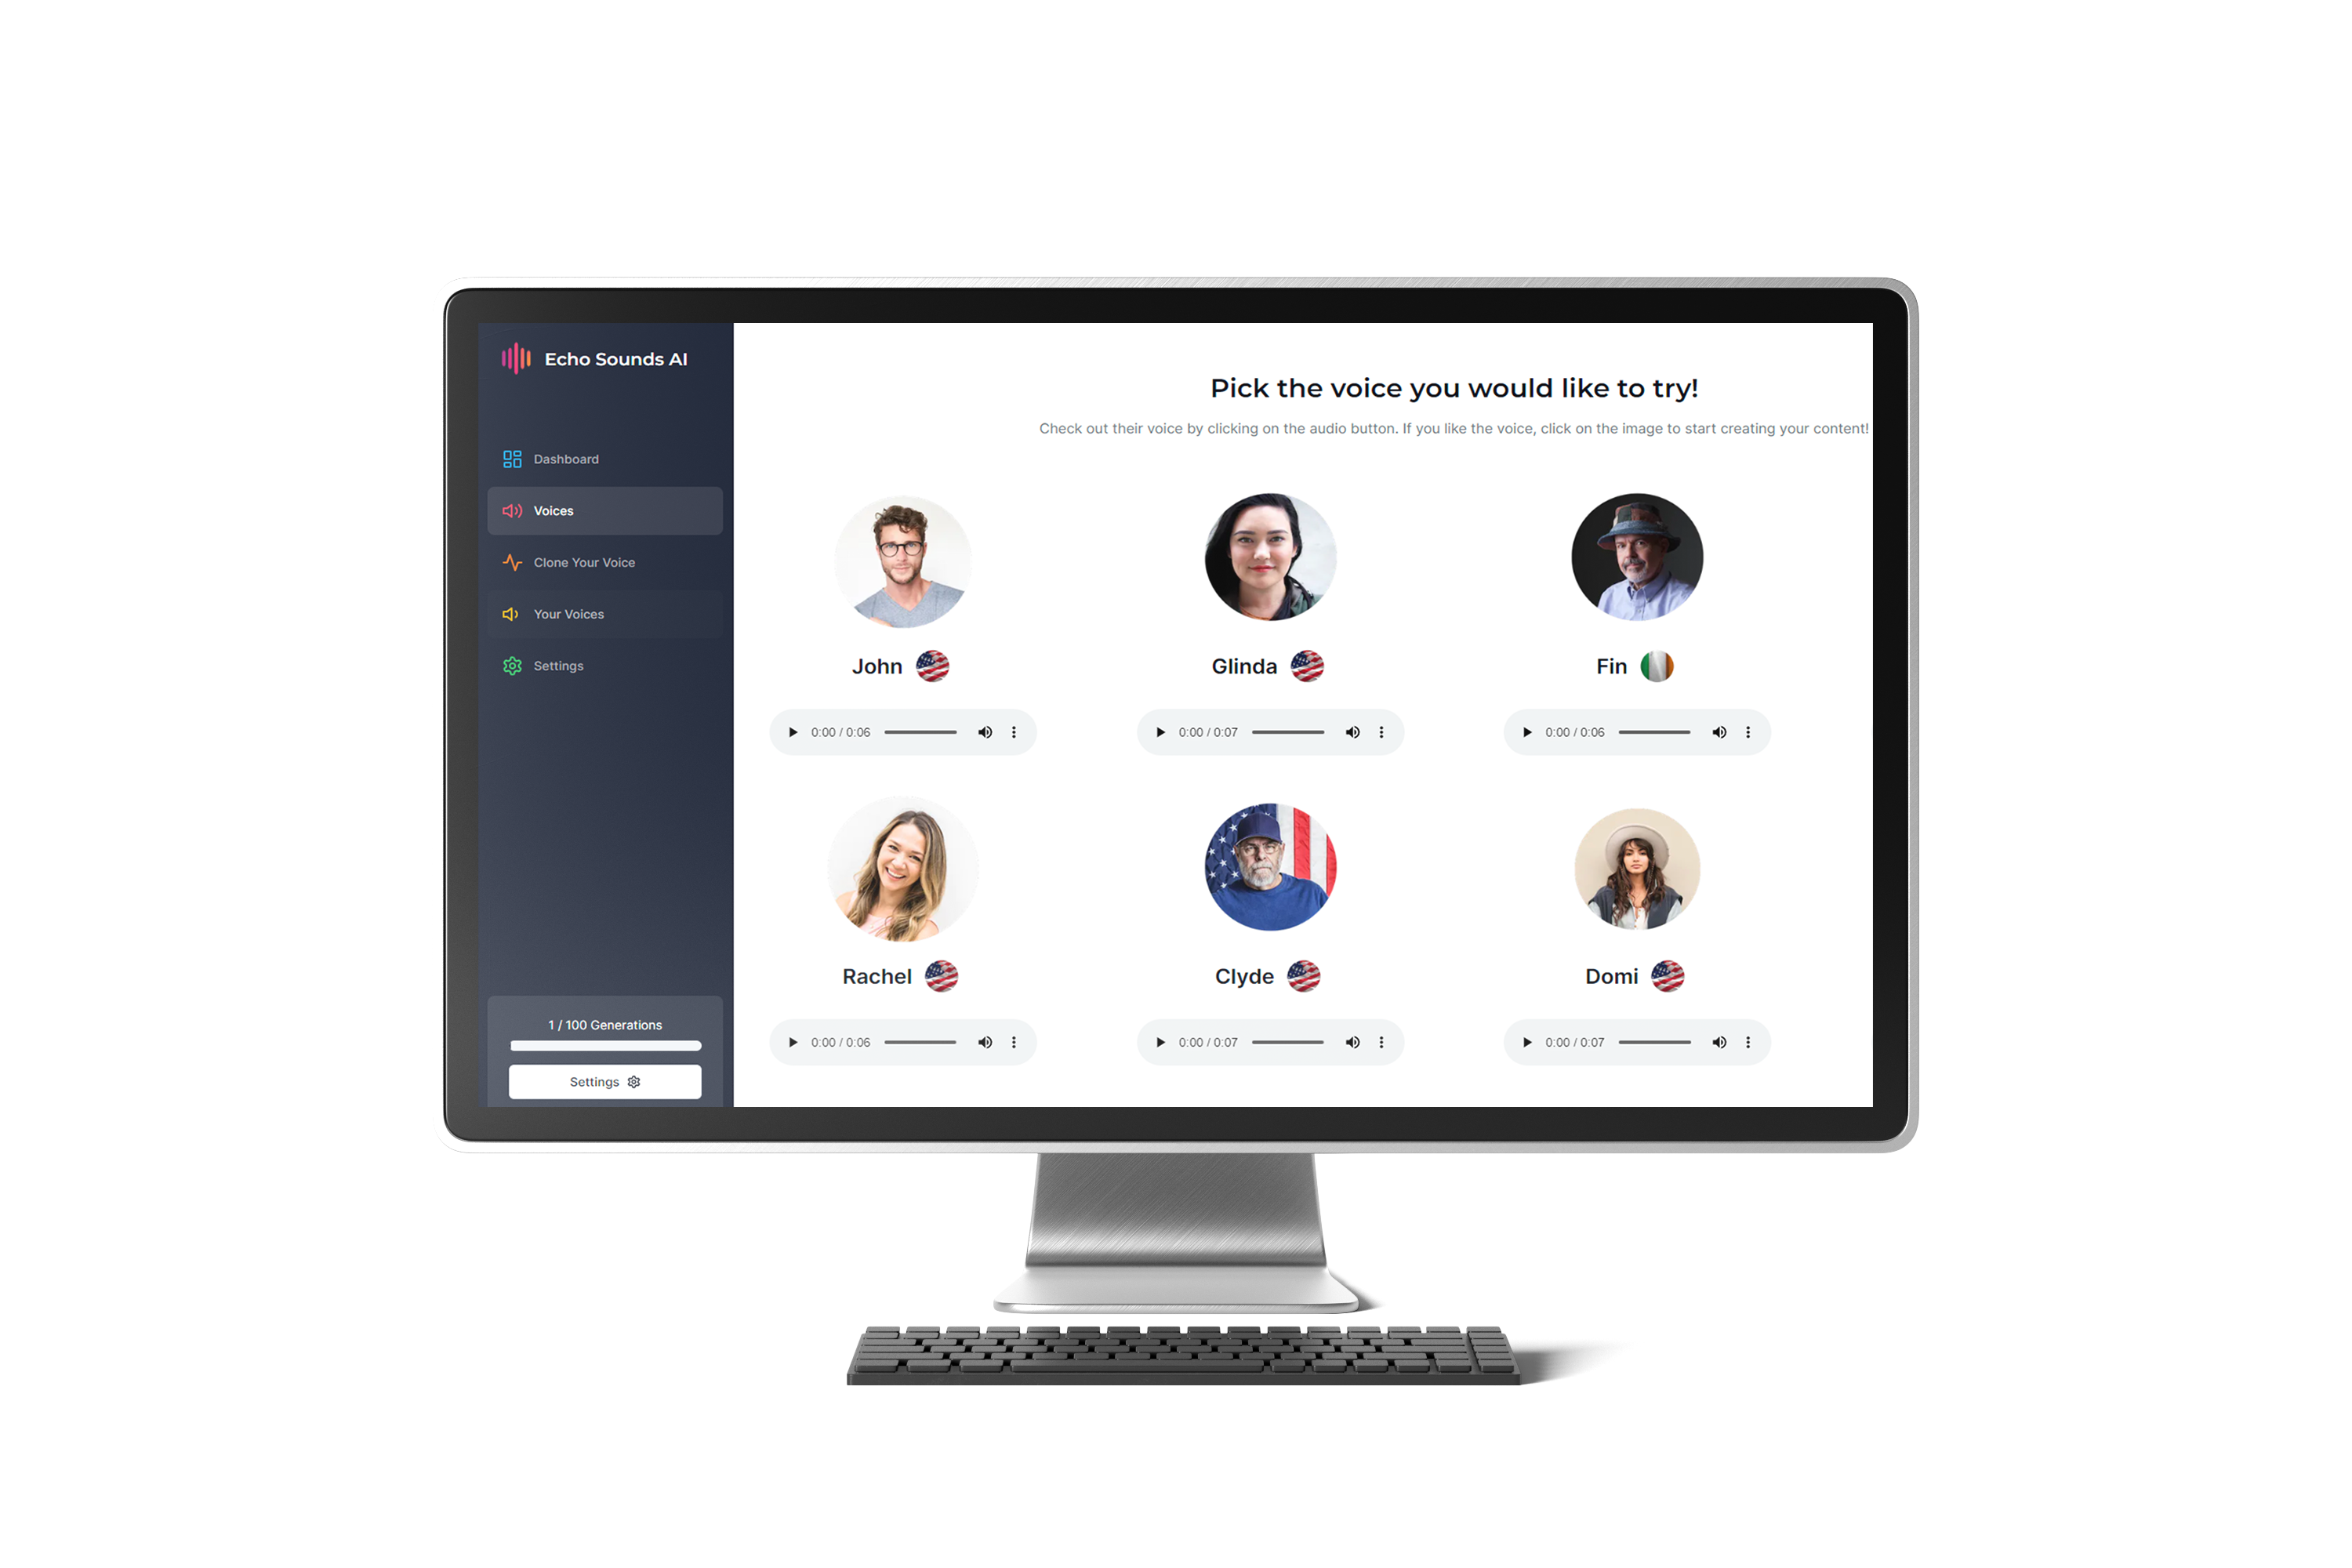 Echo Sounds AI
Dashboard
Voices
Clone Your Voice
Your Voices
Settings
1 / 100 Generations
Settings
Pick the voice you would like to try!
Check out their voice by clicking on the audio button. If you like the voice, click on the image to start creating your content!
John
Glinda
Fin
0:00 / 0:06
0:00 / 0:07
0:00 / 0:06
Rachel
Clyde
Domi
0:00 / 0:06
0:00 / 0:07
0:00 / 0:07